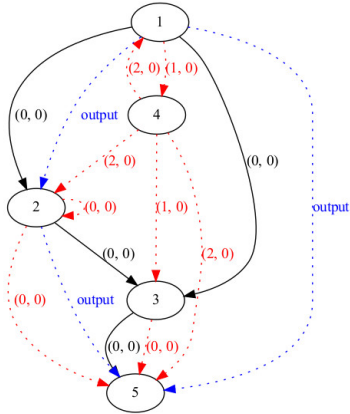 1
(2, 0) (1, 0)
(0, 0) output 4
(2, 0) (0, 0)
2 (0, 0) (1, 0) output
(0, 0) (2, 0)
(0, 0) output 3
(0, 0) (0, 0)
5